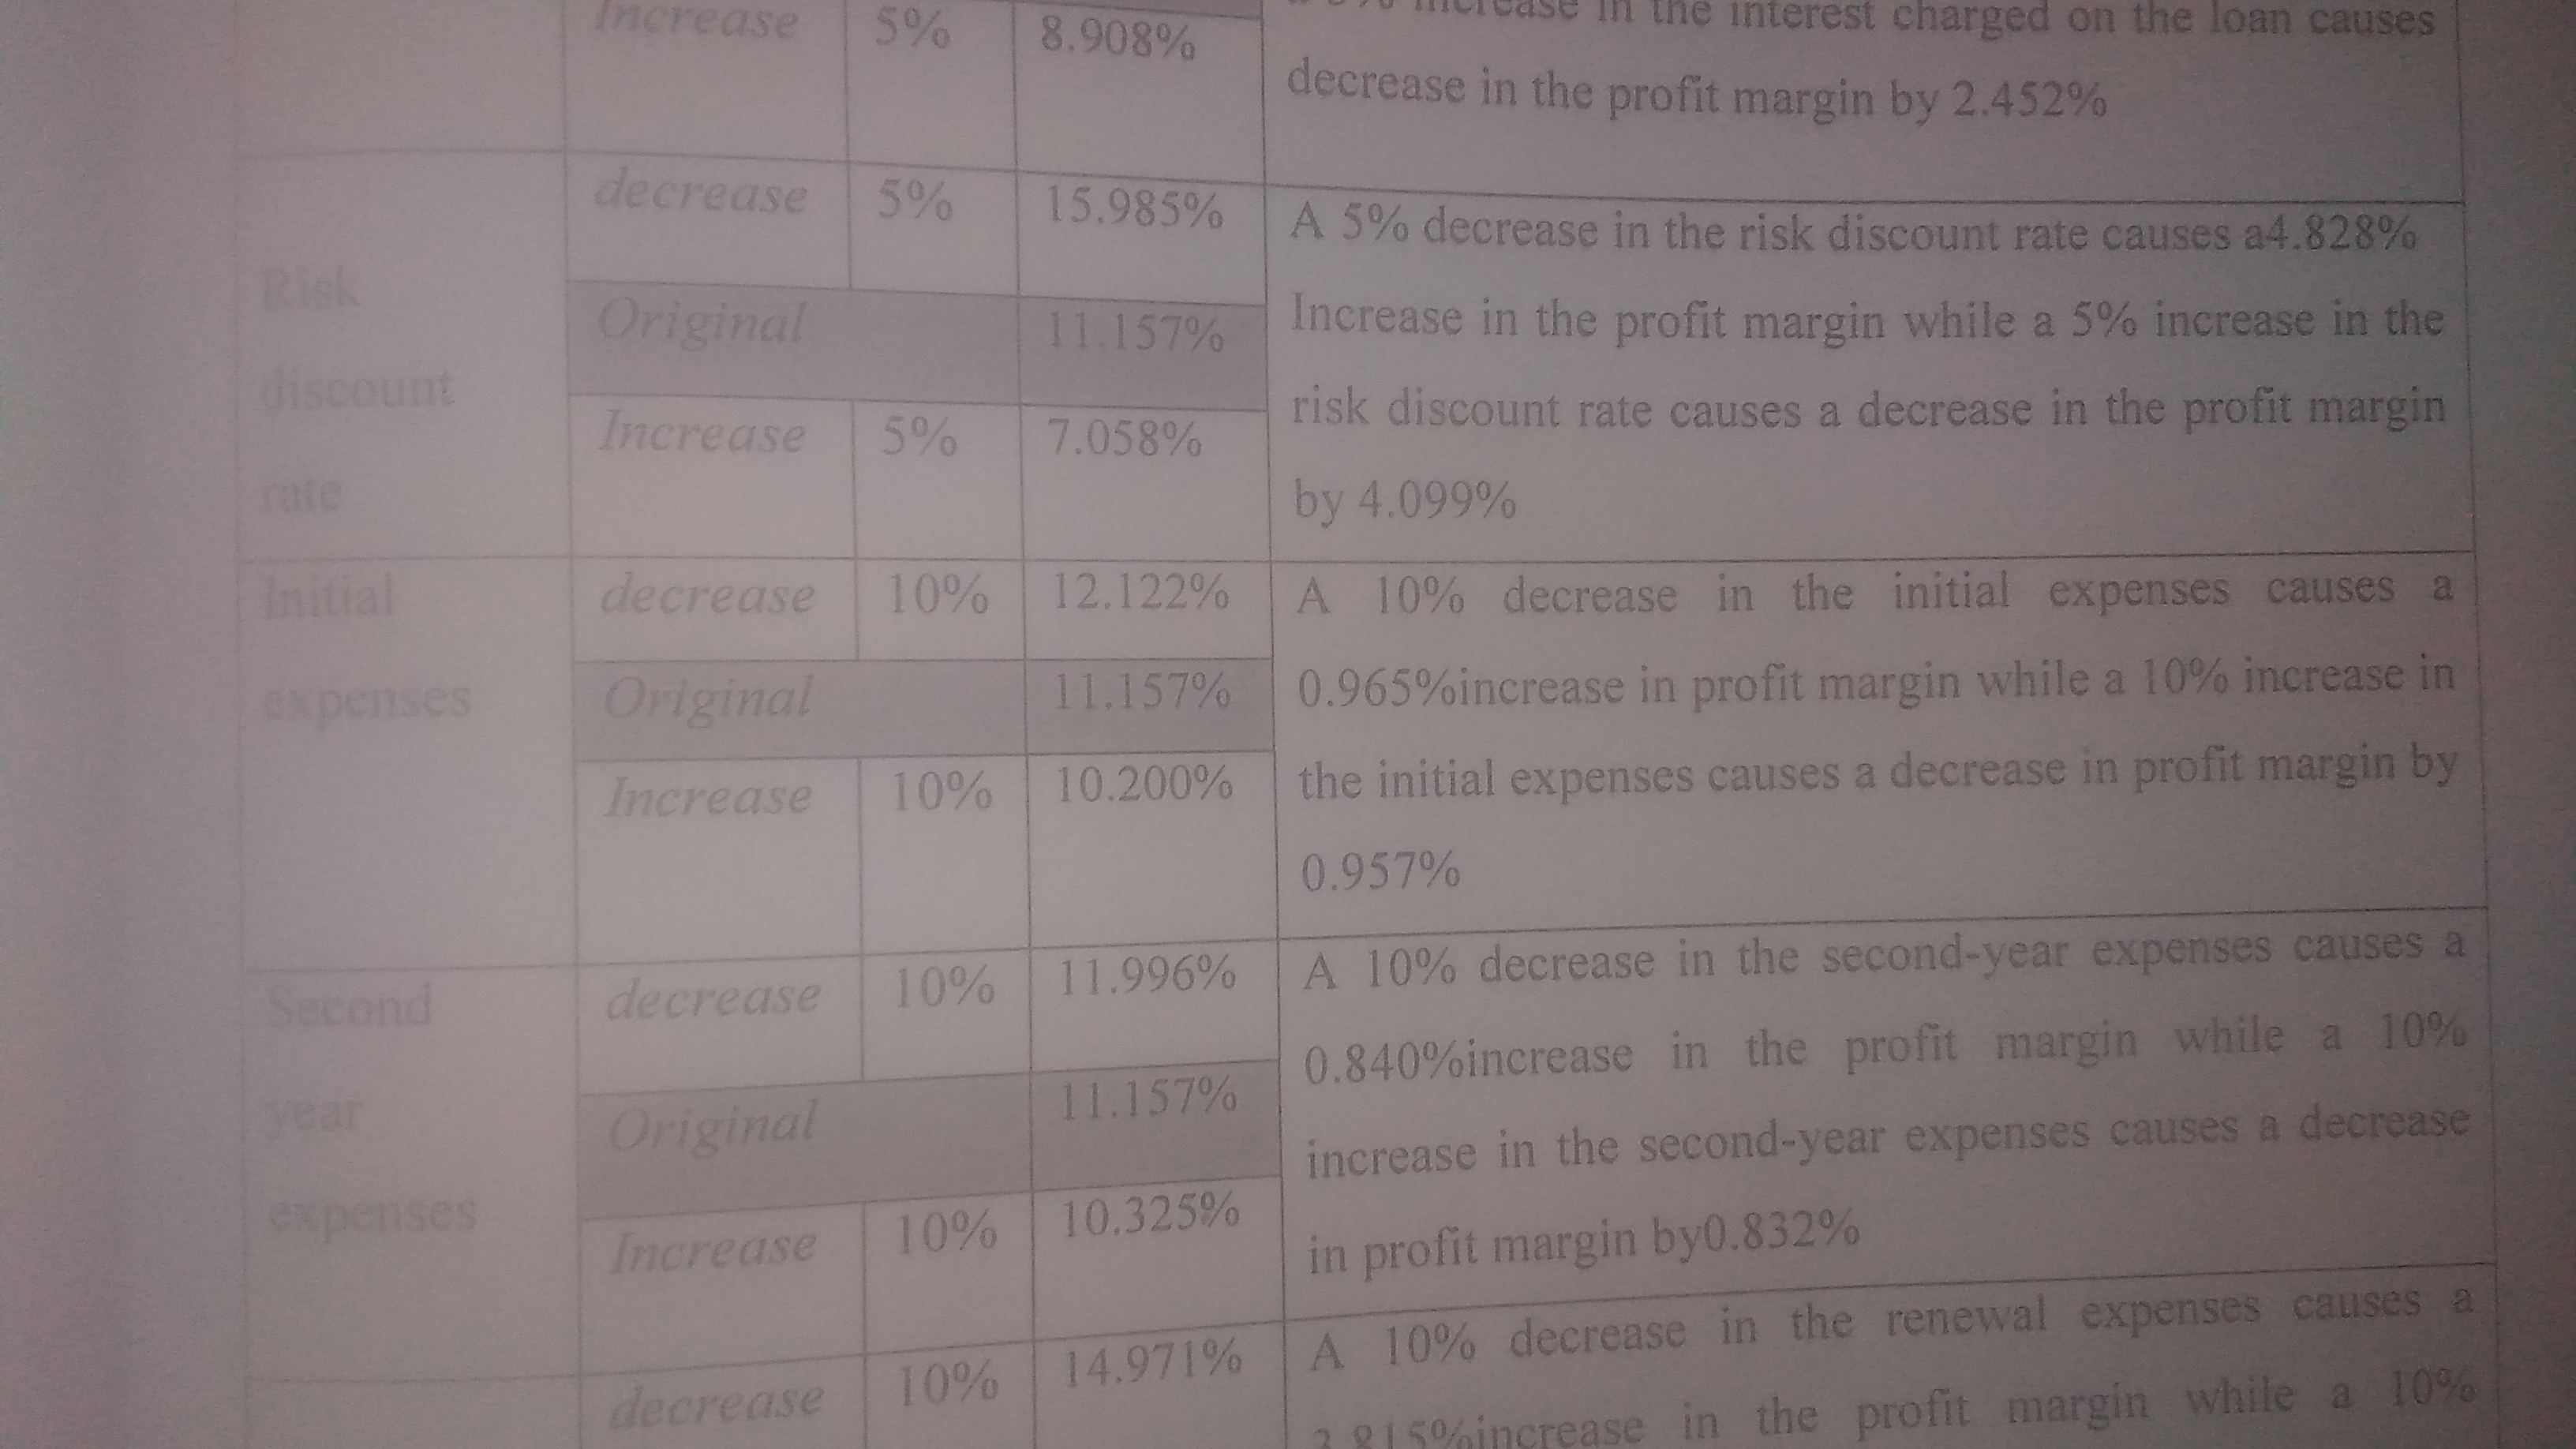 Increase 5% 8.908%
increase in the interest charged on the loan causes
decrease in the profit margin by 2.452%
Risk
discount
rate
decrease 5% 15.985%
Original 11.157%
Increase 5% 7.058%
A 5% decrease in the risk discount rate causes a4.828%
Increase in the profit margin while a 5% increase in the
risk discount rate causes a decrease in the profit margin
by 4.099%
Initial
expenses
decrease 10% 12.122%
Original 11.157%
Increase 10% 10.200%
A 10% decrease in the initial expenses causes a
0.965%increase in profit margin while a 10% increase in
the initial expenses causes a decrease in profit margin by
0.957%
Second
year
expenses
decrease 10% 11.996%
Original 11.157%
Increase 10% 10.325%
A 10% decrease in the second-year expenses causes a
0.840%increase in the profit margin while a 10%
increase in the second-year expenses causes a decrease
in profit margin by0.832%
decrease 10% 14.971%
A 10% decrease in the renewal expenses causes a
3.815%increase in the profit margin while a 10%